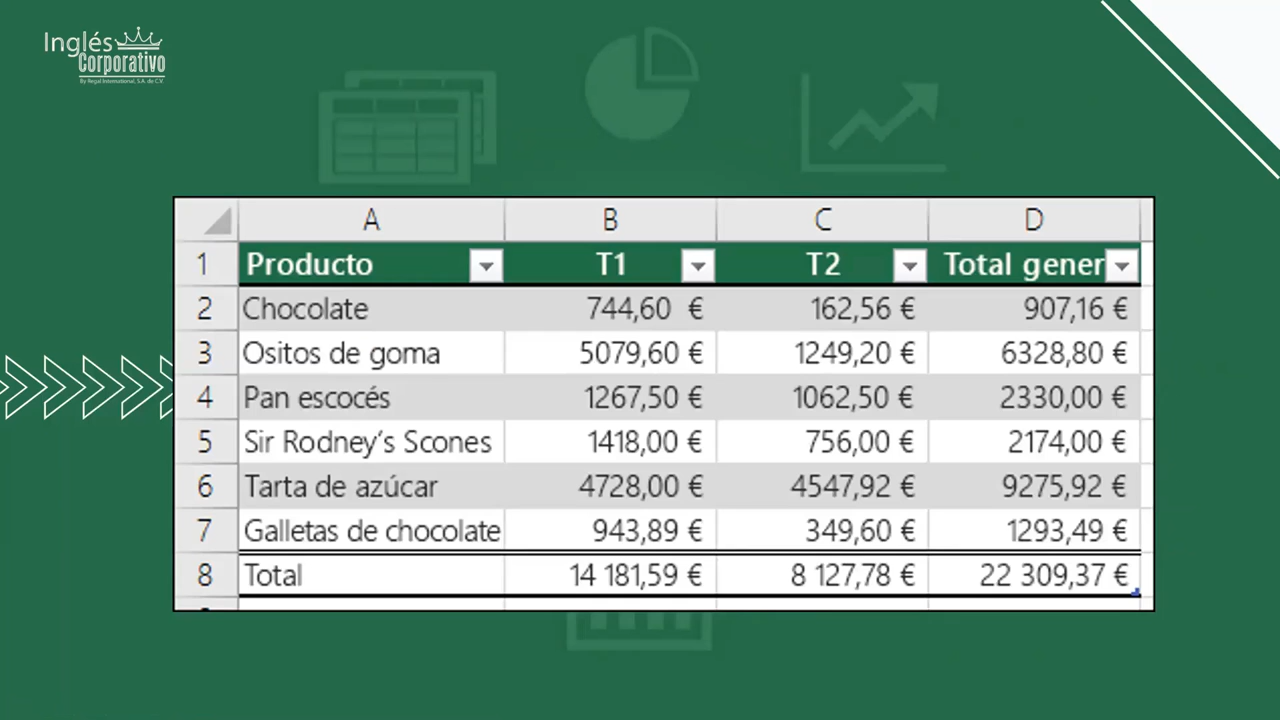 Inglés
Corporativo
By Regal International, S.A. de C.V.
A B C D
1 Producto T1 T2 Total gener
2 Chocolate 744,60 € 162,56 € 907,16 €
3 Ositos de goma 5079,60 € 1249,20 € 6328,80 €
4 Pan escocés 1267,50 € 1062,50 € 2330,00 €
5 Sir Rodney’s Scones 1418,00 € 756,00 € 2174,00 €
6 Tarta de azúcar 4728,00 € 4547,92 € 9275,92 €
7 Galletas de chocolate 943,89 € 349,60 € 1293,49 €
8 Total 14 181,59 € 8 127,78 € 22 309,37 €